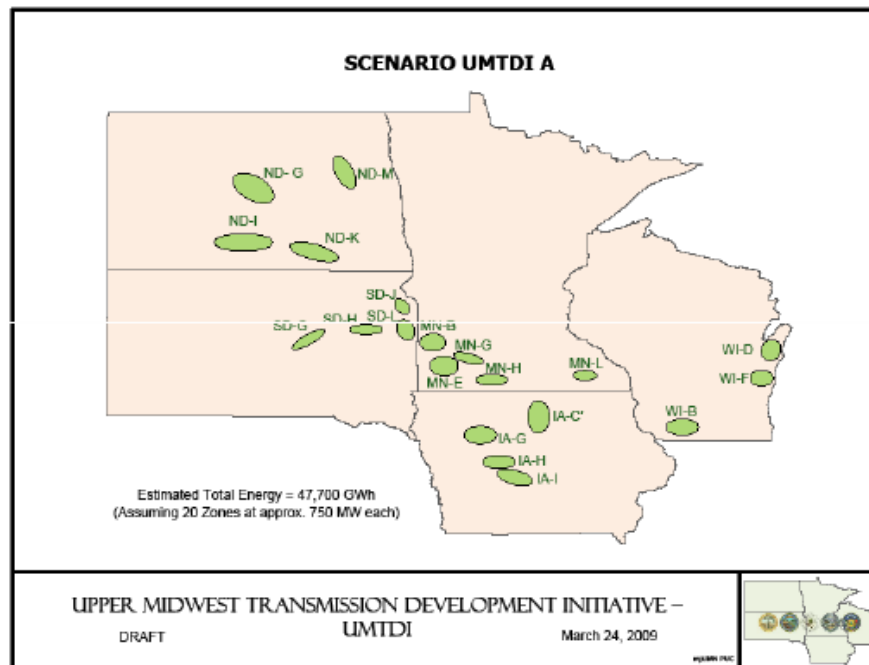 SCENARIO UMTDI A
ND- G
ND-M
ND-I
ND-K
SD-J
SD-H
SD-L
SD-G
MN-B
MN-G
MN-E
MN-H
MN-L
WI-D
WI-F
WI-B
IA-C'
IA-G
IA-H
IA-I
Estimated Total Energy = 47,700 GWh
(Assuming 20 Zones at approx. 750 MW each)
UPPER MIDWEST TRANSMISSION DEVELOPMENT INITIATIVE –
UMTDI
DRAFT
March 24, 2009